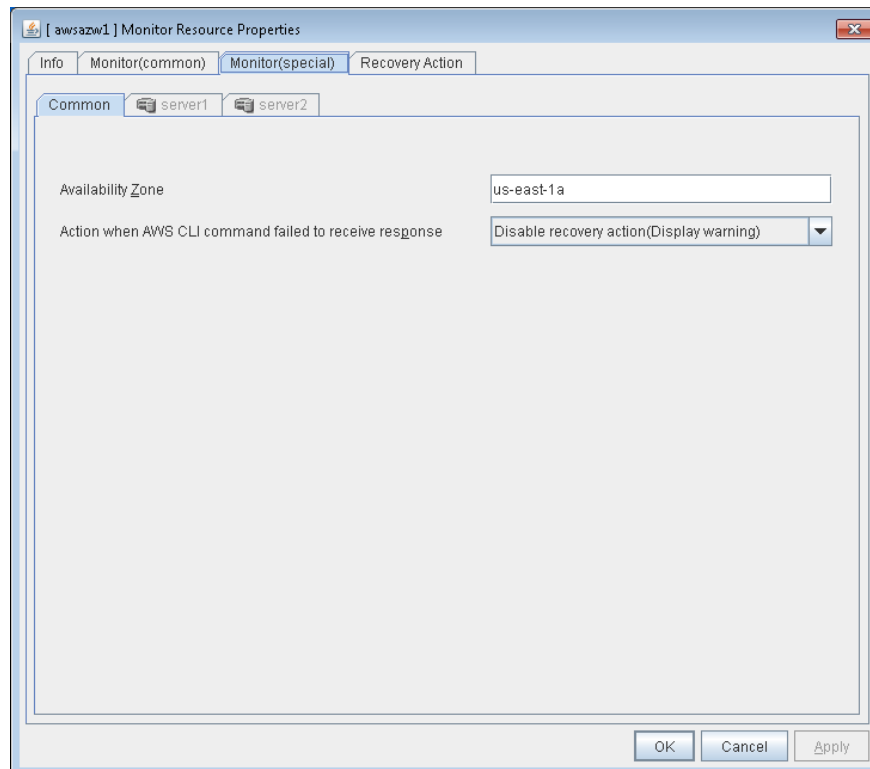 [ awsazw1 ] Monitor Resource Properties
Info Monitor(common) Monitor(special) Recovery Action
Common server1 server2
Availability Zone us-east-1a
Action when AWS CLI command failed to receive response Disable recovery action(Display warning)
OK Cancel Apply